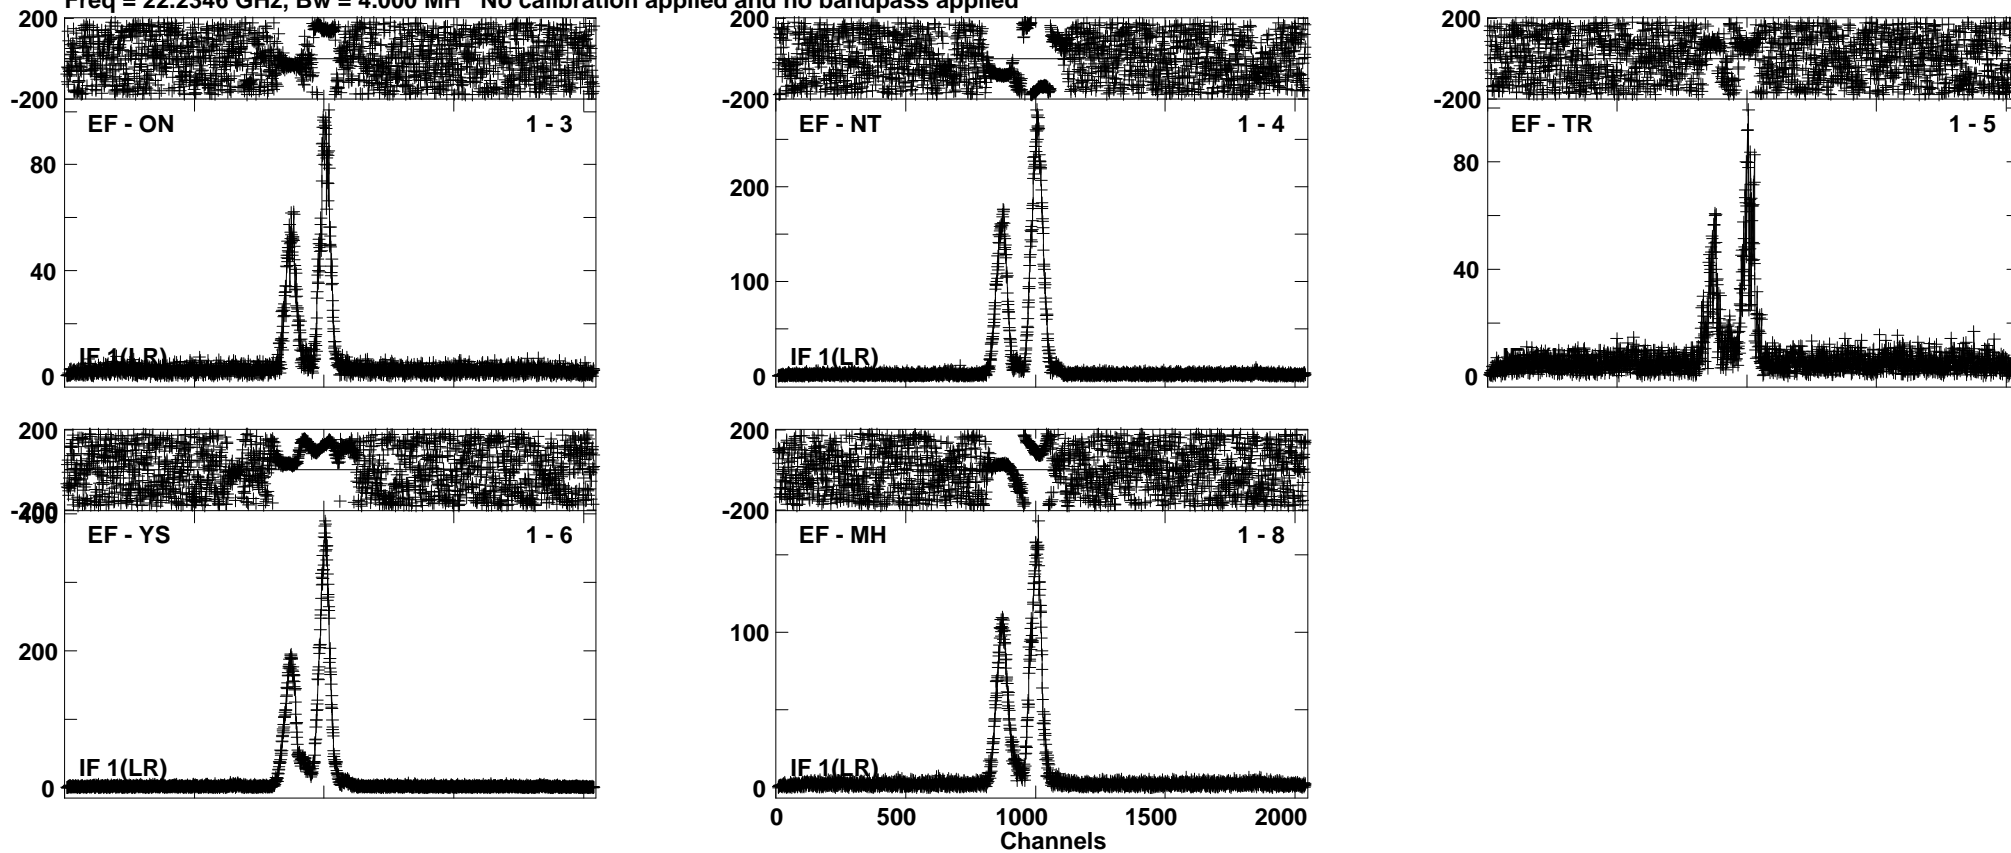 Freq = 22.2346 GHz, Bw = 4.000 MH No calibration applied and no bandpass applied
200
-200
EF - ON 1 - 3
80
40
0
IF 1(LR)
200
-200
EF - NT 1 - 4
200
100
0
IF 1(LR)
200
-200
EF - TR 1 - 5
80
40
0
200
-200
400
EF - YS 1 - 6
200
0
IF 1(LR)
200
-200
EF - MH 1 - 8
100
0
IF 1(LR)
0 500 1000 1500 2000
Channels